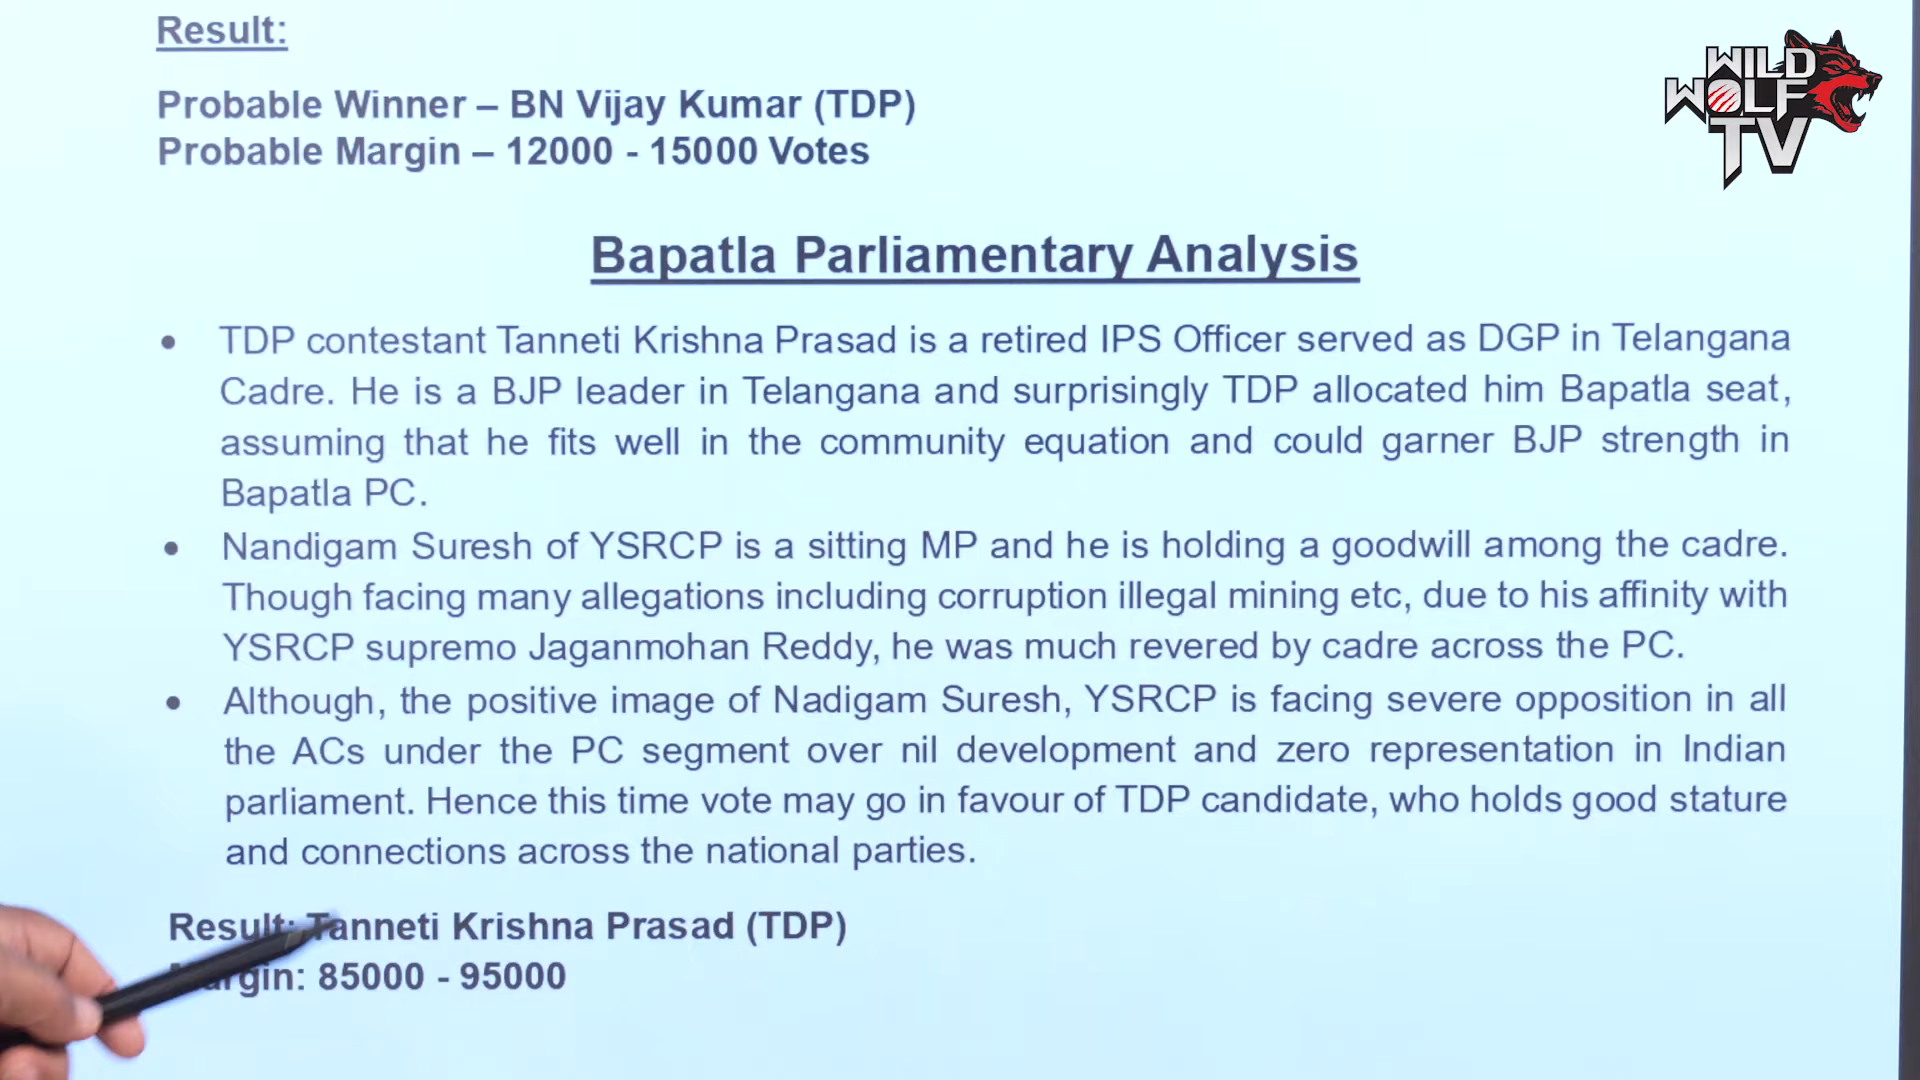 Result:
WILD
WOLF
TV
Probable Winner – BN Vijay Kumar (TDP)
Probable Margin – 12000 - 15000 Votes
Bapatla Parliamentary Analysis
• TDP contestant Tanneti Krishna Prasad is a retired IPS Officer served as DGP in Telangana
Cadre. He is a BJP leader in Telangana and surprisingly TDP allocated him Bapatla seat,
assuming that he fits well in the community equation and could garner BJP strength in
Bapatla PC.
• Nandigam Suresh of YSRCP is a sitting MP and he is holding a goodwill among the cadre.
Though facing many allegations including corruption illegal mining etc, due to his affinity with
YSRCP supremo Jaganmohan Reddy, he was much revered by cadre across the PC.
• Although, the positive image of Nadigam Suresh, YSRCP is facing severe opposition in all
the ACs under the PC segment over nil development and zero representation in Indian
parliament. Hence this time vote may go in favour of TDP candidate, who holds good stature
and connections across the national parties.
Result: Tanneti Krishna Prasad (TDP)
Margin: 85000 - 95000